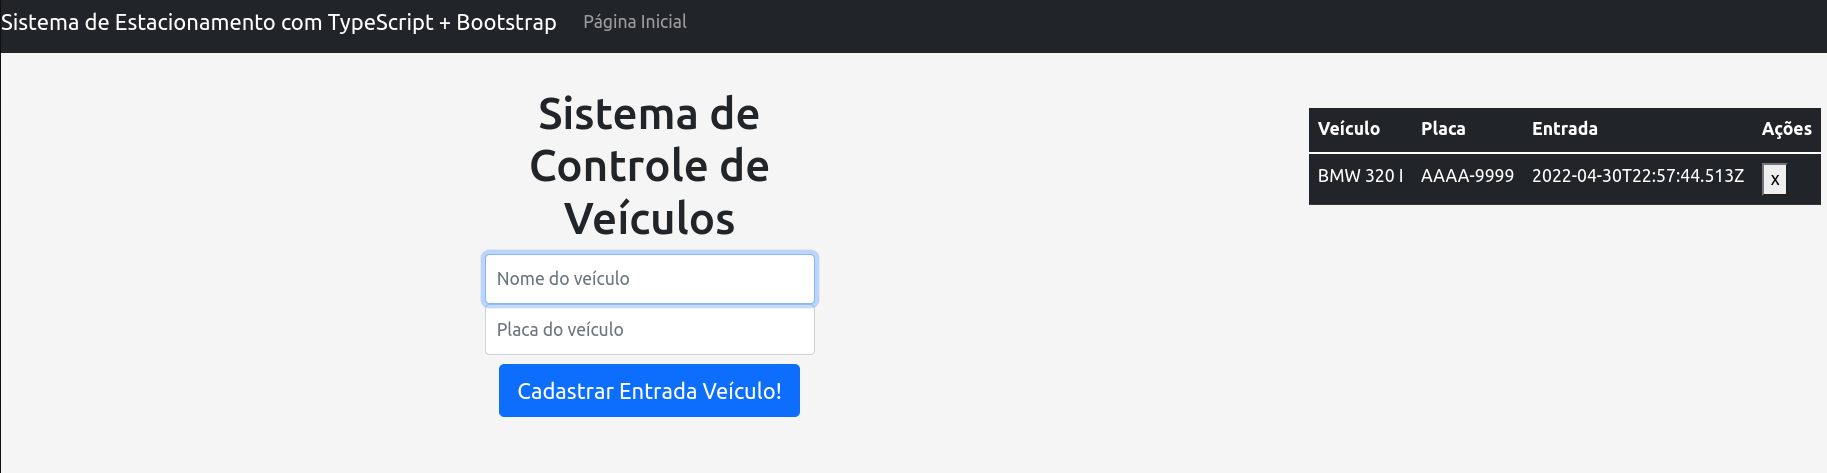 Sistema de Estacionamento com TypeScript + Bootstrap Página Inicial
Sistema de
Controle de
Veículos
Nome do veículo
Placa do veículo
Cadastrar Entrada Veículo!
Veículo Placa Entrada Ações
BMW 320 I AAAA-9999 2022-04-30T22:57:44.513Z X